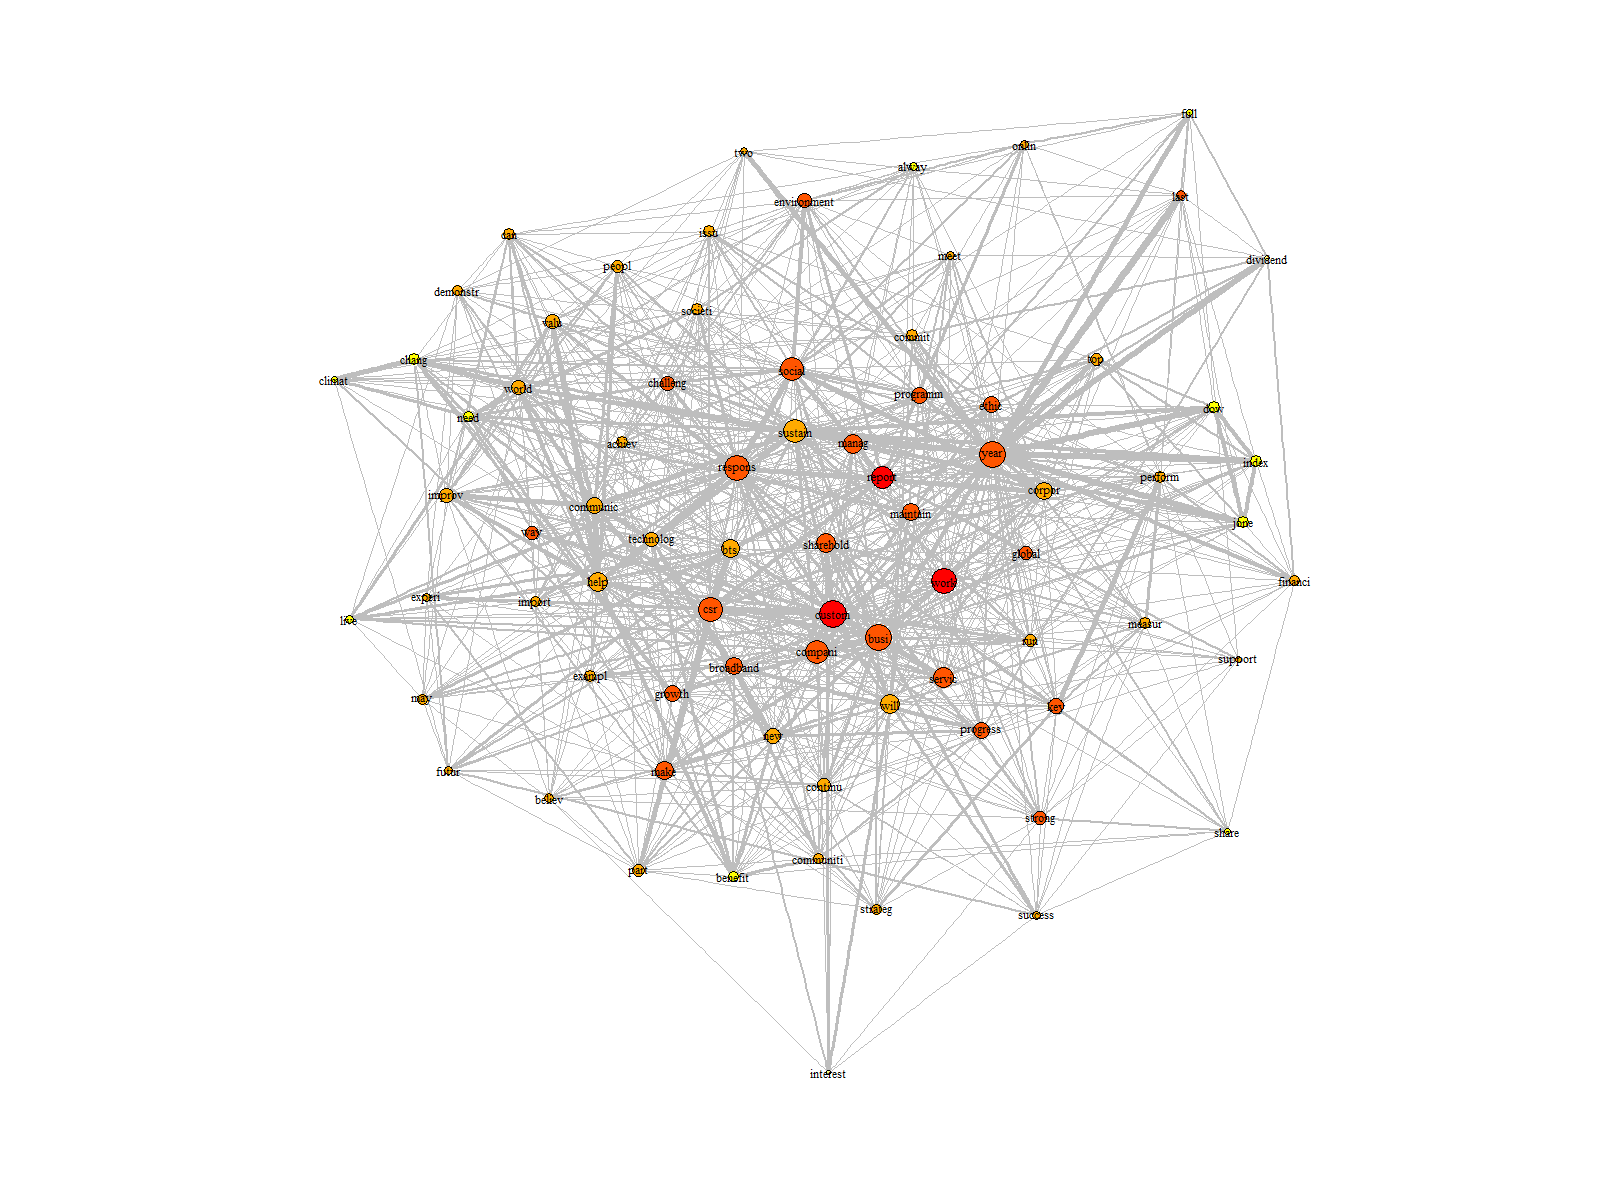 full
onlin
two
alway
last
environment
issu
can
meet
dividend
peopl
demonstr
societi
valu
commit
chang
top
climat
social
challeng
world
programm
ethic
dow
need
sustain
achiev
manag
year
index
respons
report
perform
improv
corpor
communic
maintain
jone
way
technolog
sharehold
bts
global
help
work
financi
experi
import
csr
live
custom
measur
busi
run
compani
support
broadband
exampl
servic
growth
may
will
key
progress
new
make
futur
continu
believ
strong
share
communiti
part
benefit
strateg
success
interest